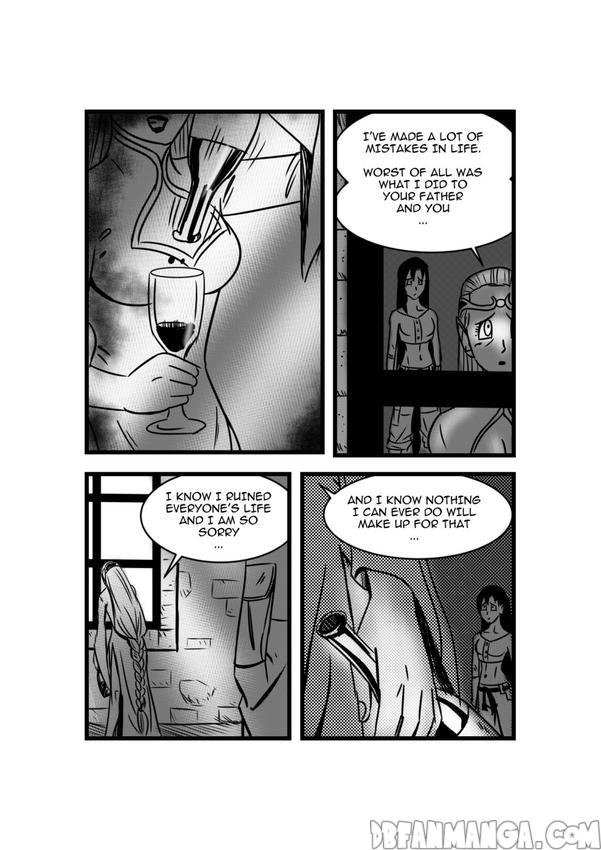 I'VE MADE A LOT OF
MISTAKES IN LIFE.
WORST OF ALL WAS
WHAT I DID TO
YOUR FATHER
AND YOU
...
I KNOW I RUINED
EVERYONE'S LIFE
AND I AM SO
SORRY
...
AND I KNOW NOTHING
I CAN EVER DO WILL
MAKE UP FOR THAT
...
DBFANMANGA.COM